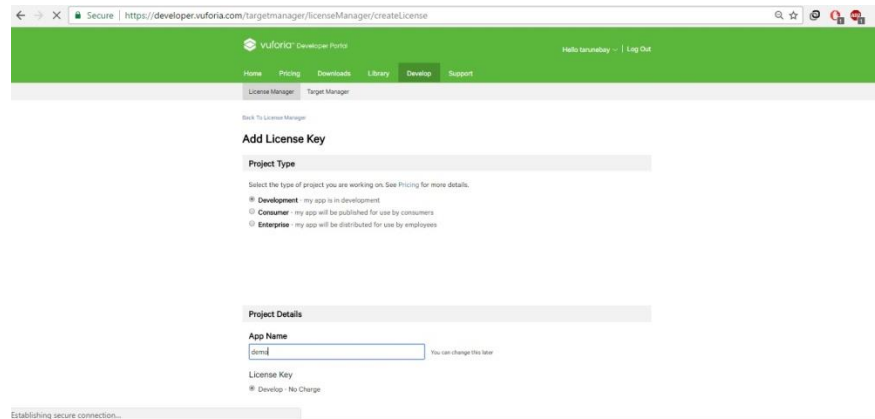 Secure | https://developer.vuforia.com/targetmanager/licenseManager/createLicense
vuforia™ Developer Portal
Hello tarunebay | Log Out
Home Pricing Downloads Library Develop Support
License Manager Target Manager
Back To License Manager
Add License Key
Project Type
Select the type of project you are working on. See Pricing for more details.
Development - my app is in development
Consumer - my app will be published for use by consumers
Enterprise - my app will be distributed for use by employees
Project Details
App Name
demo
You can change this later
License Key
Develop - No Charge
Establishing secure connection...